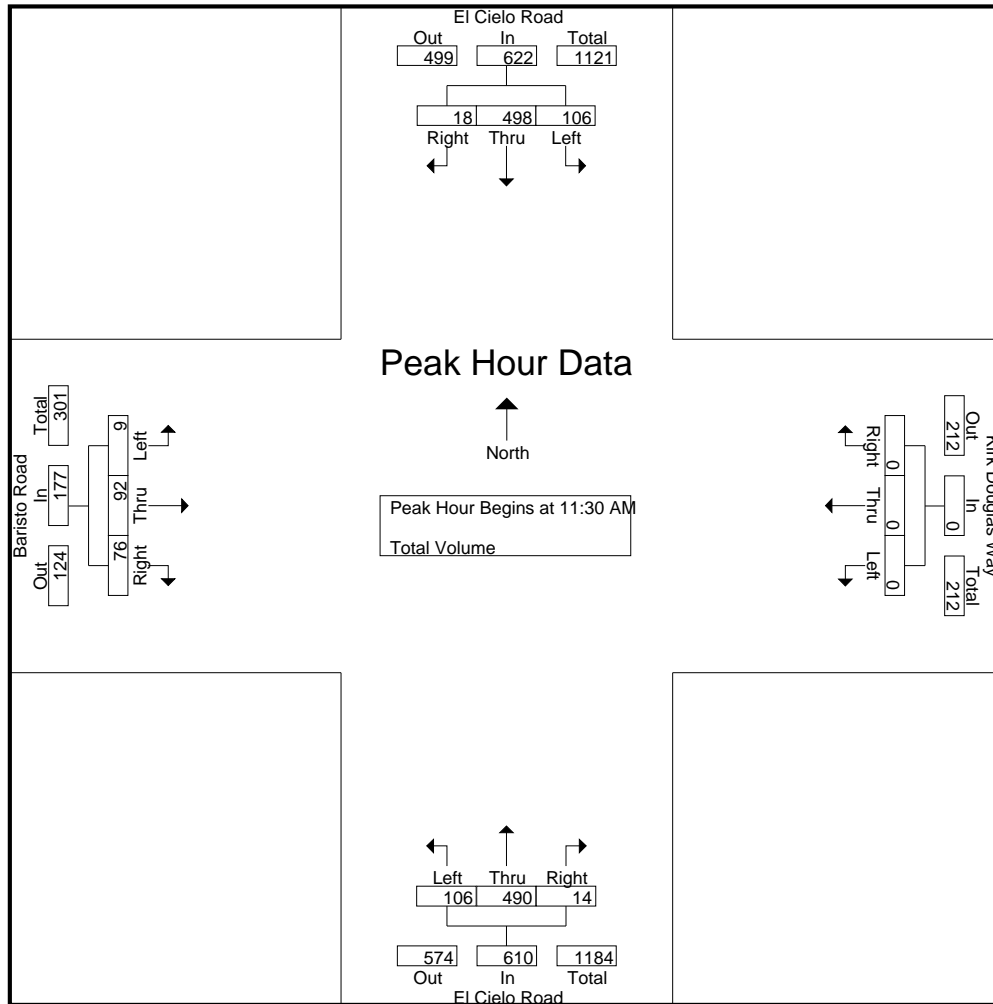 El Cielo Road
Out In Total
499 622 1121
18 498 106
Right Thru Left
Peak Hour Data
North
Peak Hour Begins at 11:30 AM
Total Volume
Baristo Road
Total In Out
301 177 124
9 92 76
Left Thru Right
Kirk Douglas Way
Out In Total
212 0 212
0 0 0
Right Thru Left
Left Thru Right
106 490 14
574 610 1184
Out In Total
El Cielo Road